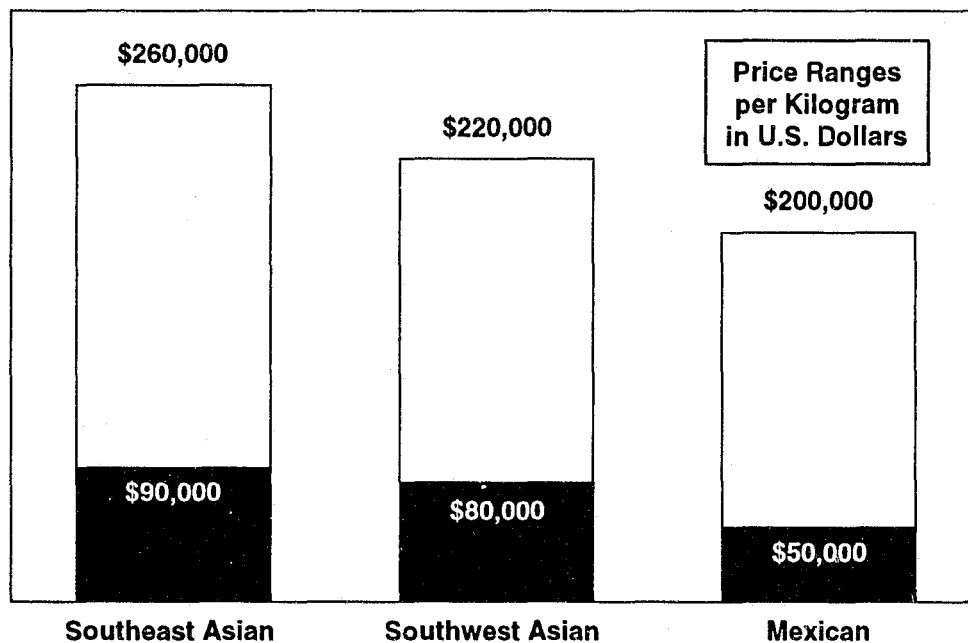 $260,000
$220,000
$200,000
Price Ranges
per Kilogram
in U.S. Dollars
$90,000
$80,000
$50,000
Southeast Asian
Southwest Asian
Mexican